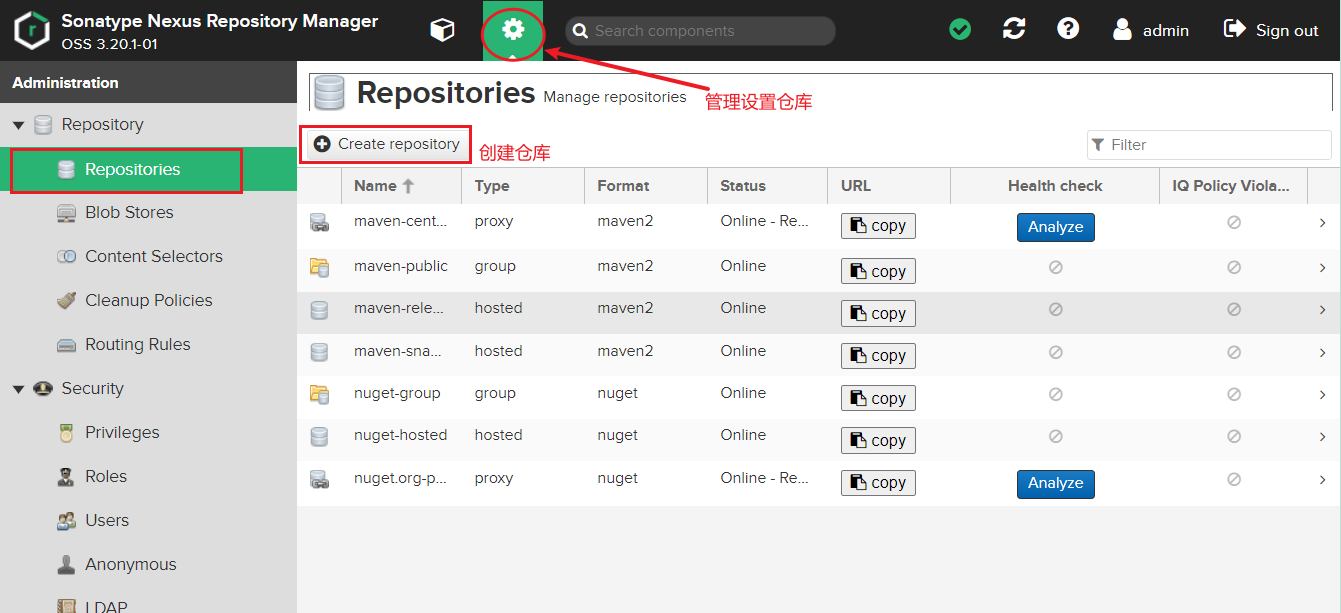 Sonatype Nexus Repository Manager
OSS 3.20.1-01
Search components
admin
Sign out
Administration
Repository
Repositories
Blob Stores
Content Selectors
Cleanup Policies
Routing Rules
Security
Privileges
Roles
Users
Anonymous
LDAP
Repositories Manage repositories
管理设置仓库
Create repository
创建仓库
Filter
Name Type Format Status URL Health check IQ Policy Viola...
maven-cent... proxy maven2 Online - Re... copy Analyze
maven-public group maven2 Online copy
maven-rele... hosted maven2 Online copy
maven-sna... hosted maven2 Online copy
nuget-group group nuget Online copy
nuget-hosted hosted nuget Online copy
nuget.org-p... proxy nuget Online - Re... copy Analyze